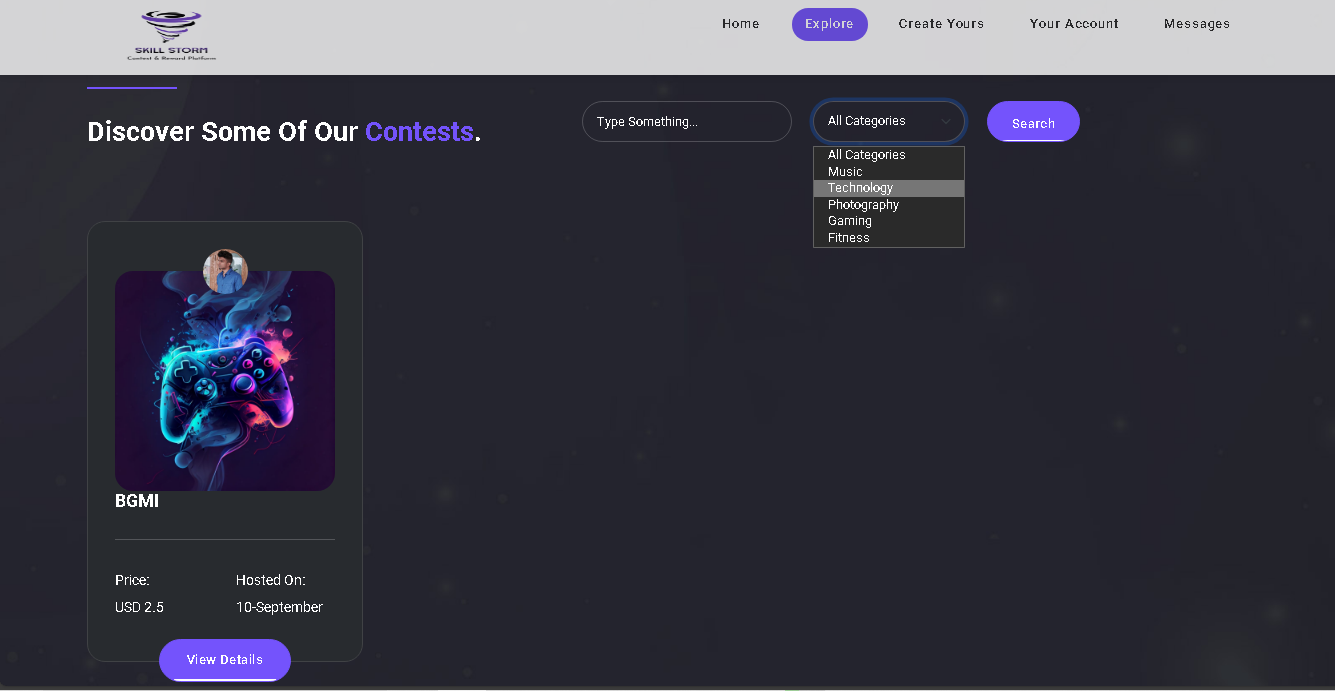 SKILL STORM
Contest & Reward Platform
Home
Explore
Create Yours
Your Account
Messages
Discover Some Of Our Contests.
Type Something...
All Categories
Search
All Categories
Music
Technology
Photography
Gaming
Fitness
BGMI
Price:
Hosted On:
USD 2.5
10-September
View Details